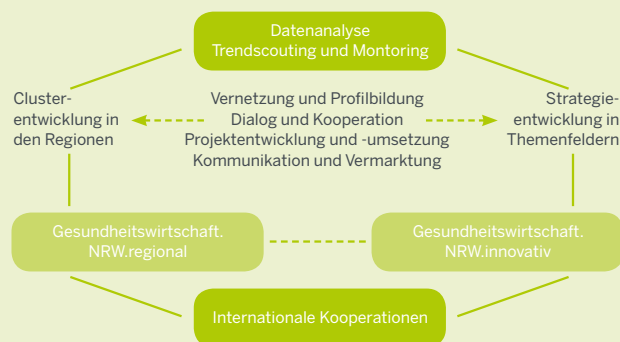 Datenanalyse
Trendscouting und Montoring
Cluster-
entwicklung in
den Regionen
Vernetzung und Profilbildung
Dialog und Kooperation
Projektentwicklung und -umsetzung
Kommunikation und Vermarktung
Strategie-
entwicklung in
Themenfeldern
Gesundheitswirtschaft.
NRW.regional
Gesundheitswirtschaft.
NRW.innovativ
Internationale Kooperationen